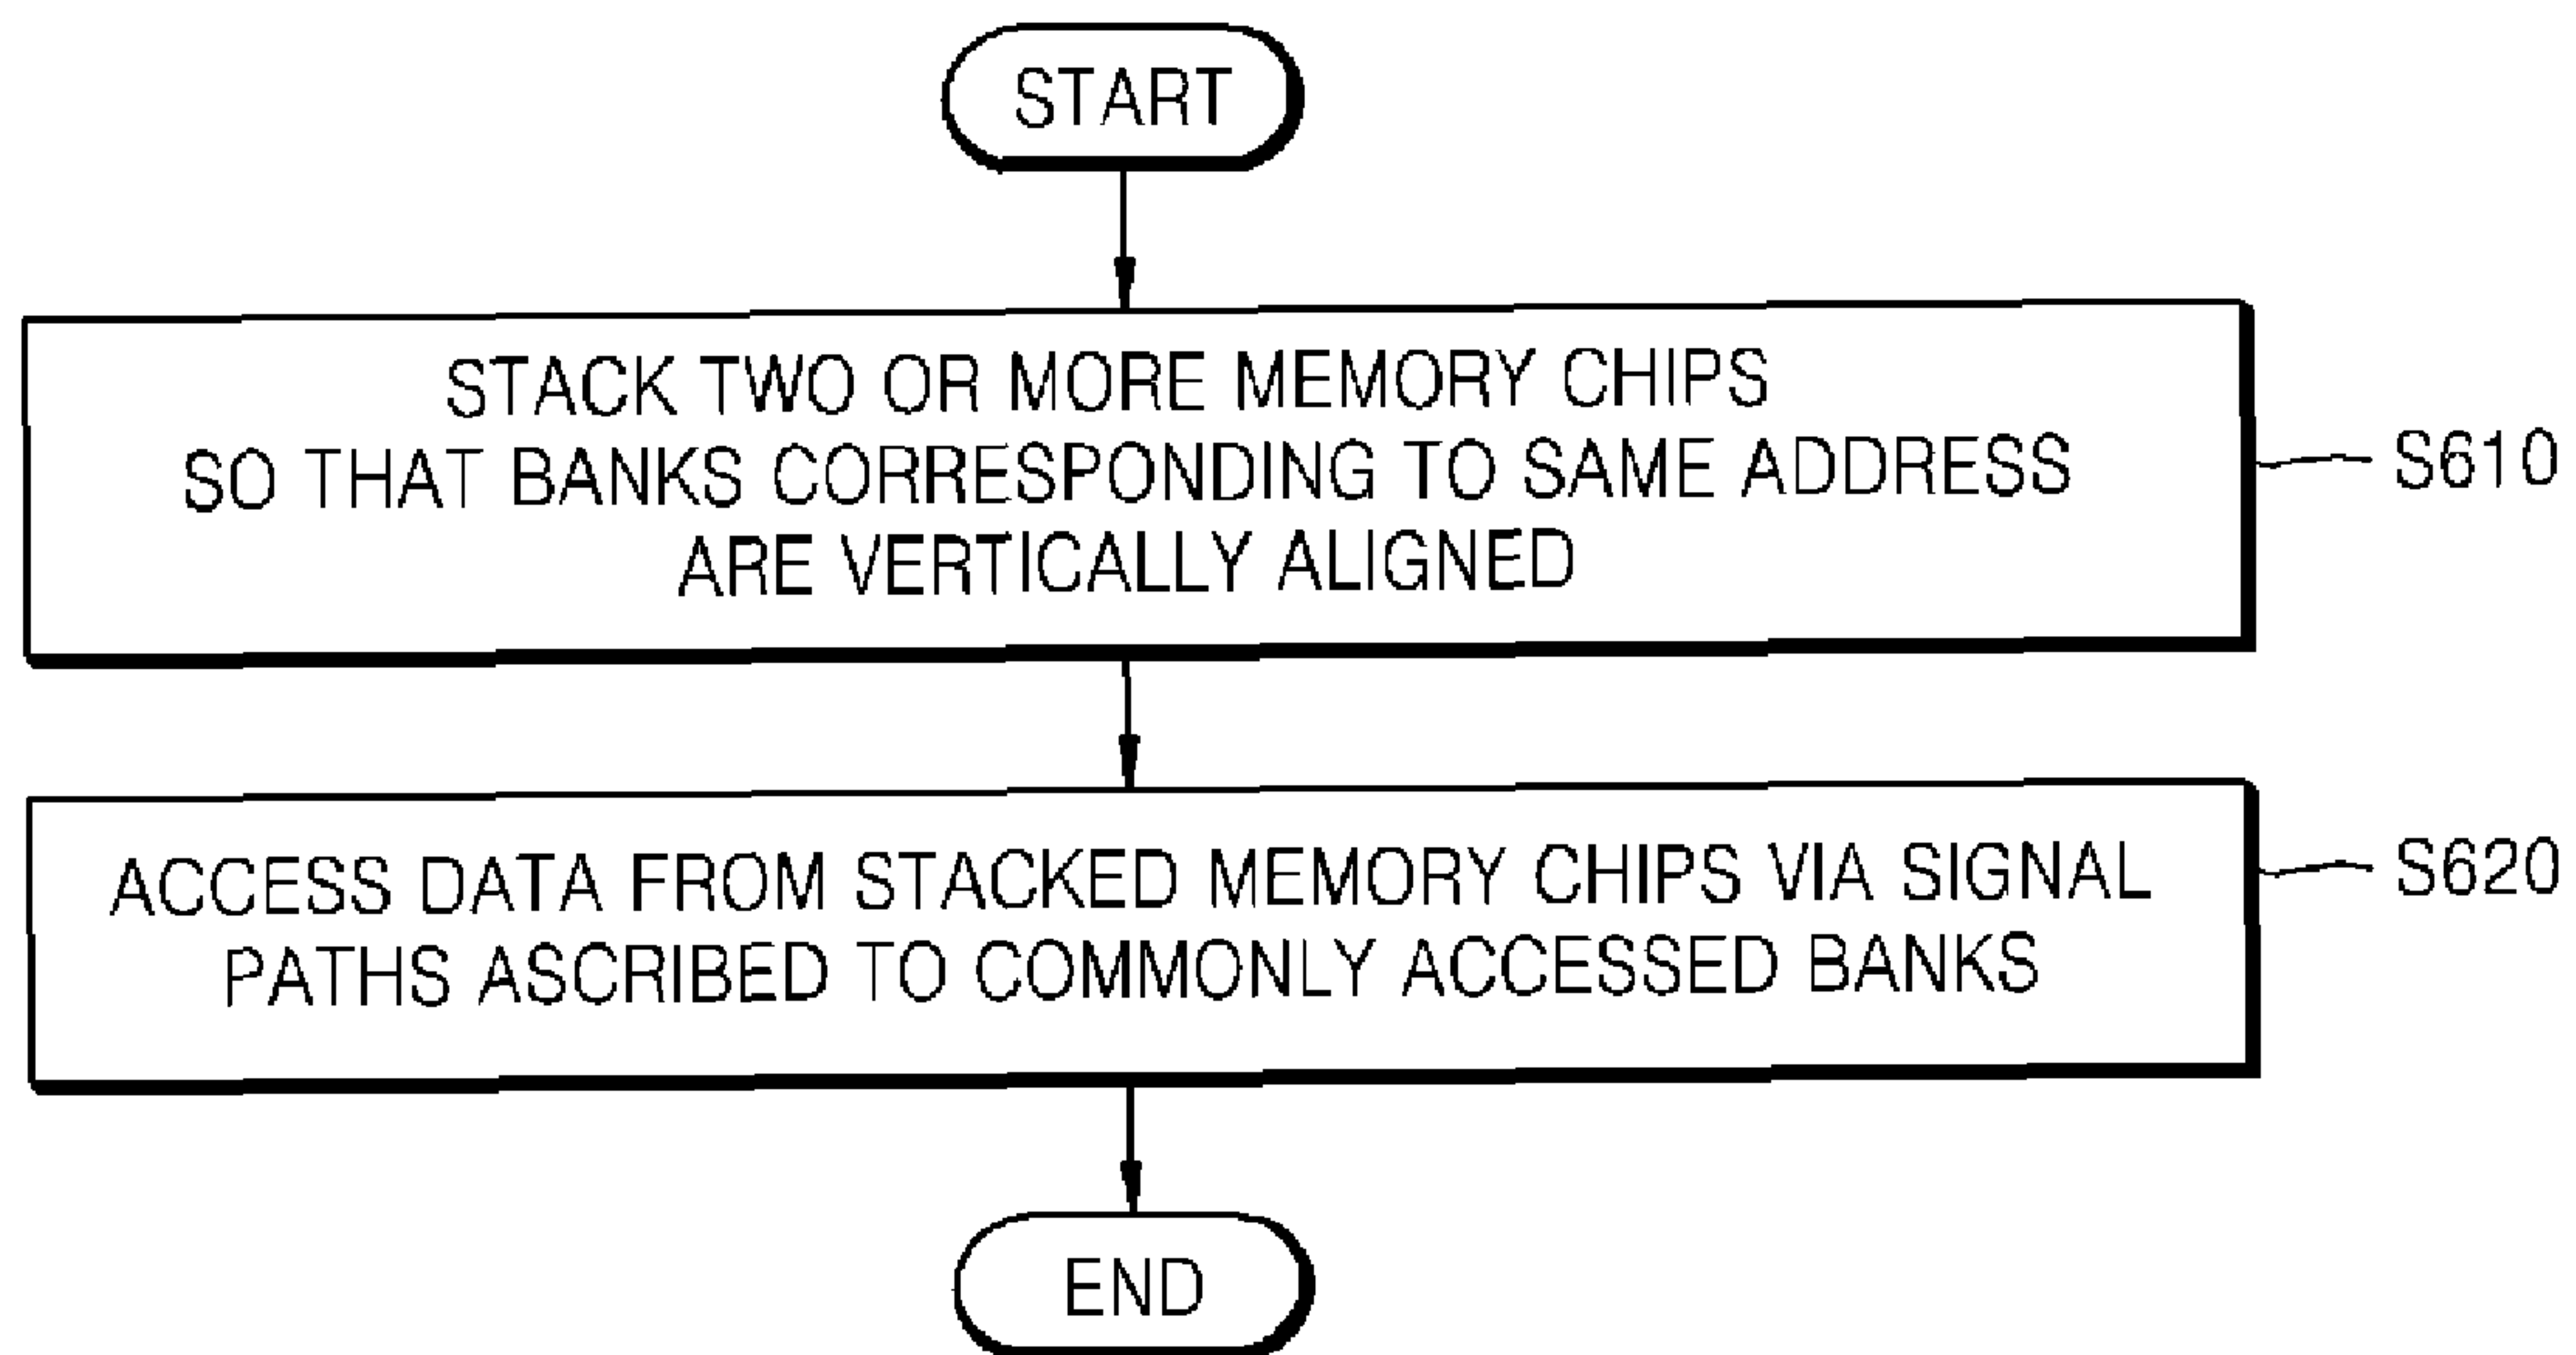 START
STACK TWO OR MORE MEMORY CHIPS
SO THAT BANKS CORRESPONDING TO SAME ADDRESS
ARE VERTICALLY ALIGNED
S610
ACCESS DATA FROM STACKED MEMORY CHIPS VIA SIGNAL
PATHS ASCRIBED TO COMMONLY ACCESSED BANKS
S620
END